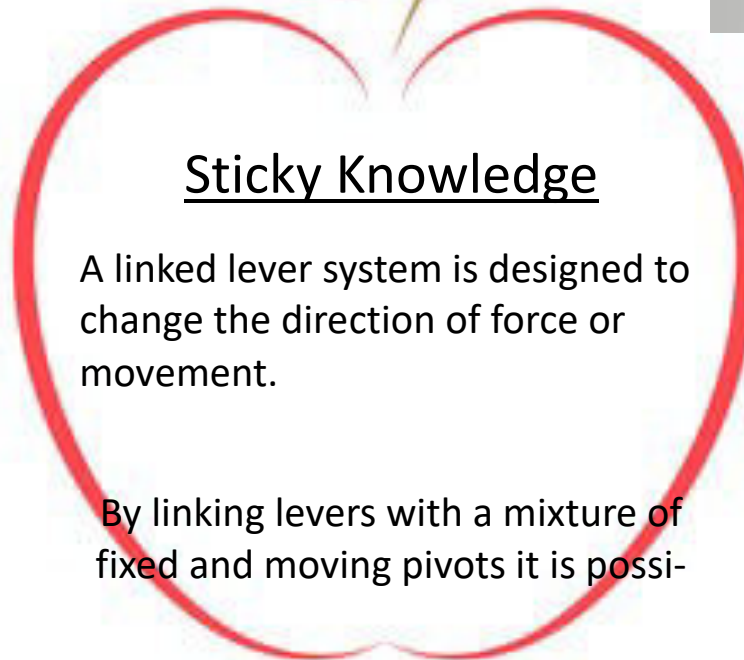 Sticky Knowledge
A linked lever system is designed to
change the direction of force or
movement.
By linking levers with a mixture of
fixed and moving pivots it is possi-